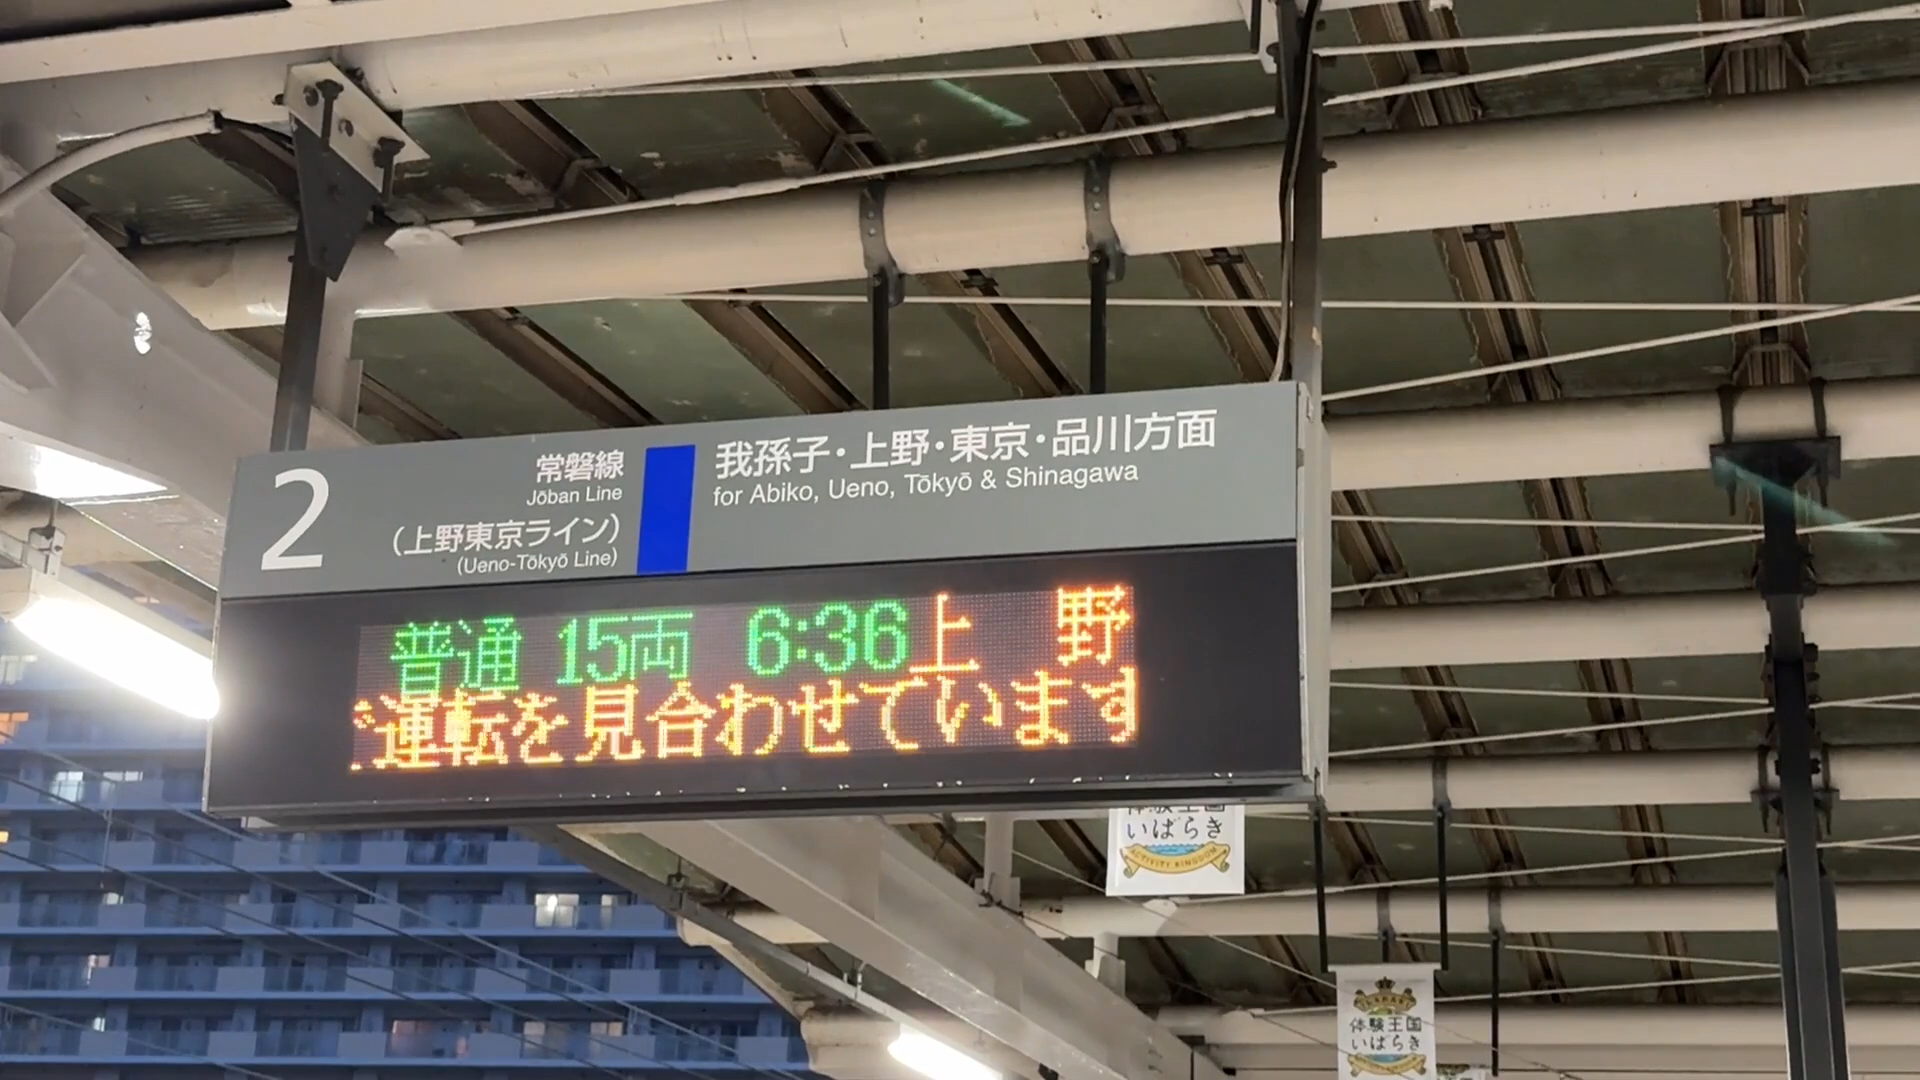 2
常磐線
Jōban Line
(上野東京ライン)
(Ueno-Tōkyō Line)
我孫子・上野・東京・品川方面
for Abiko, Ueno, Tōkyō & Shinagawa
普通 15両 6:36 上 野
運転を見合わせています
体験王国
いばらき
ACTIVITY KINGDOM
IBARAKI
体験王国
いばらき